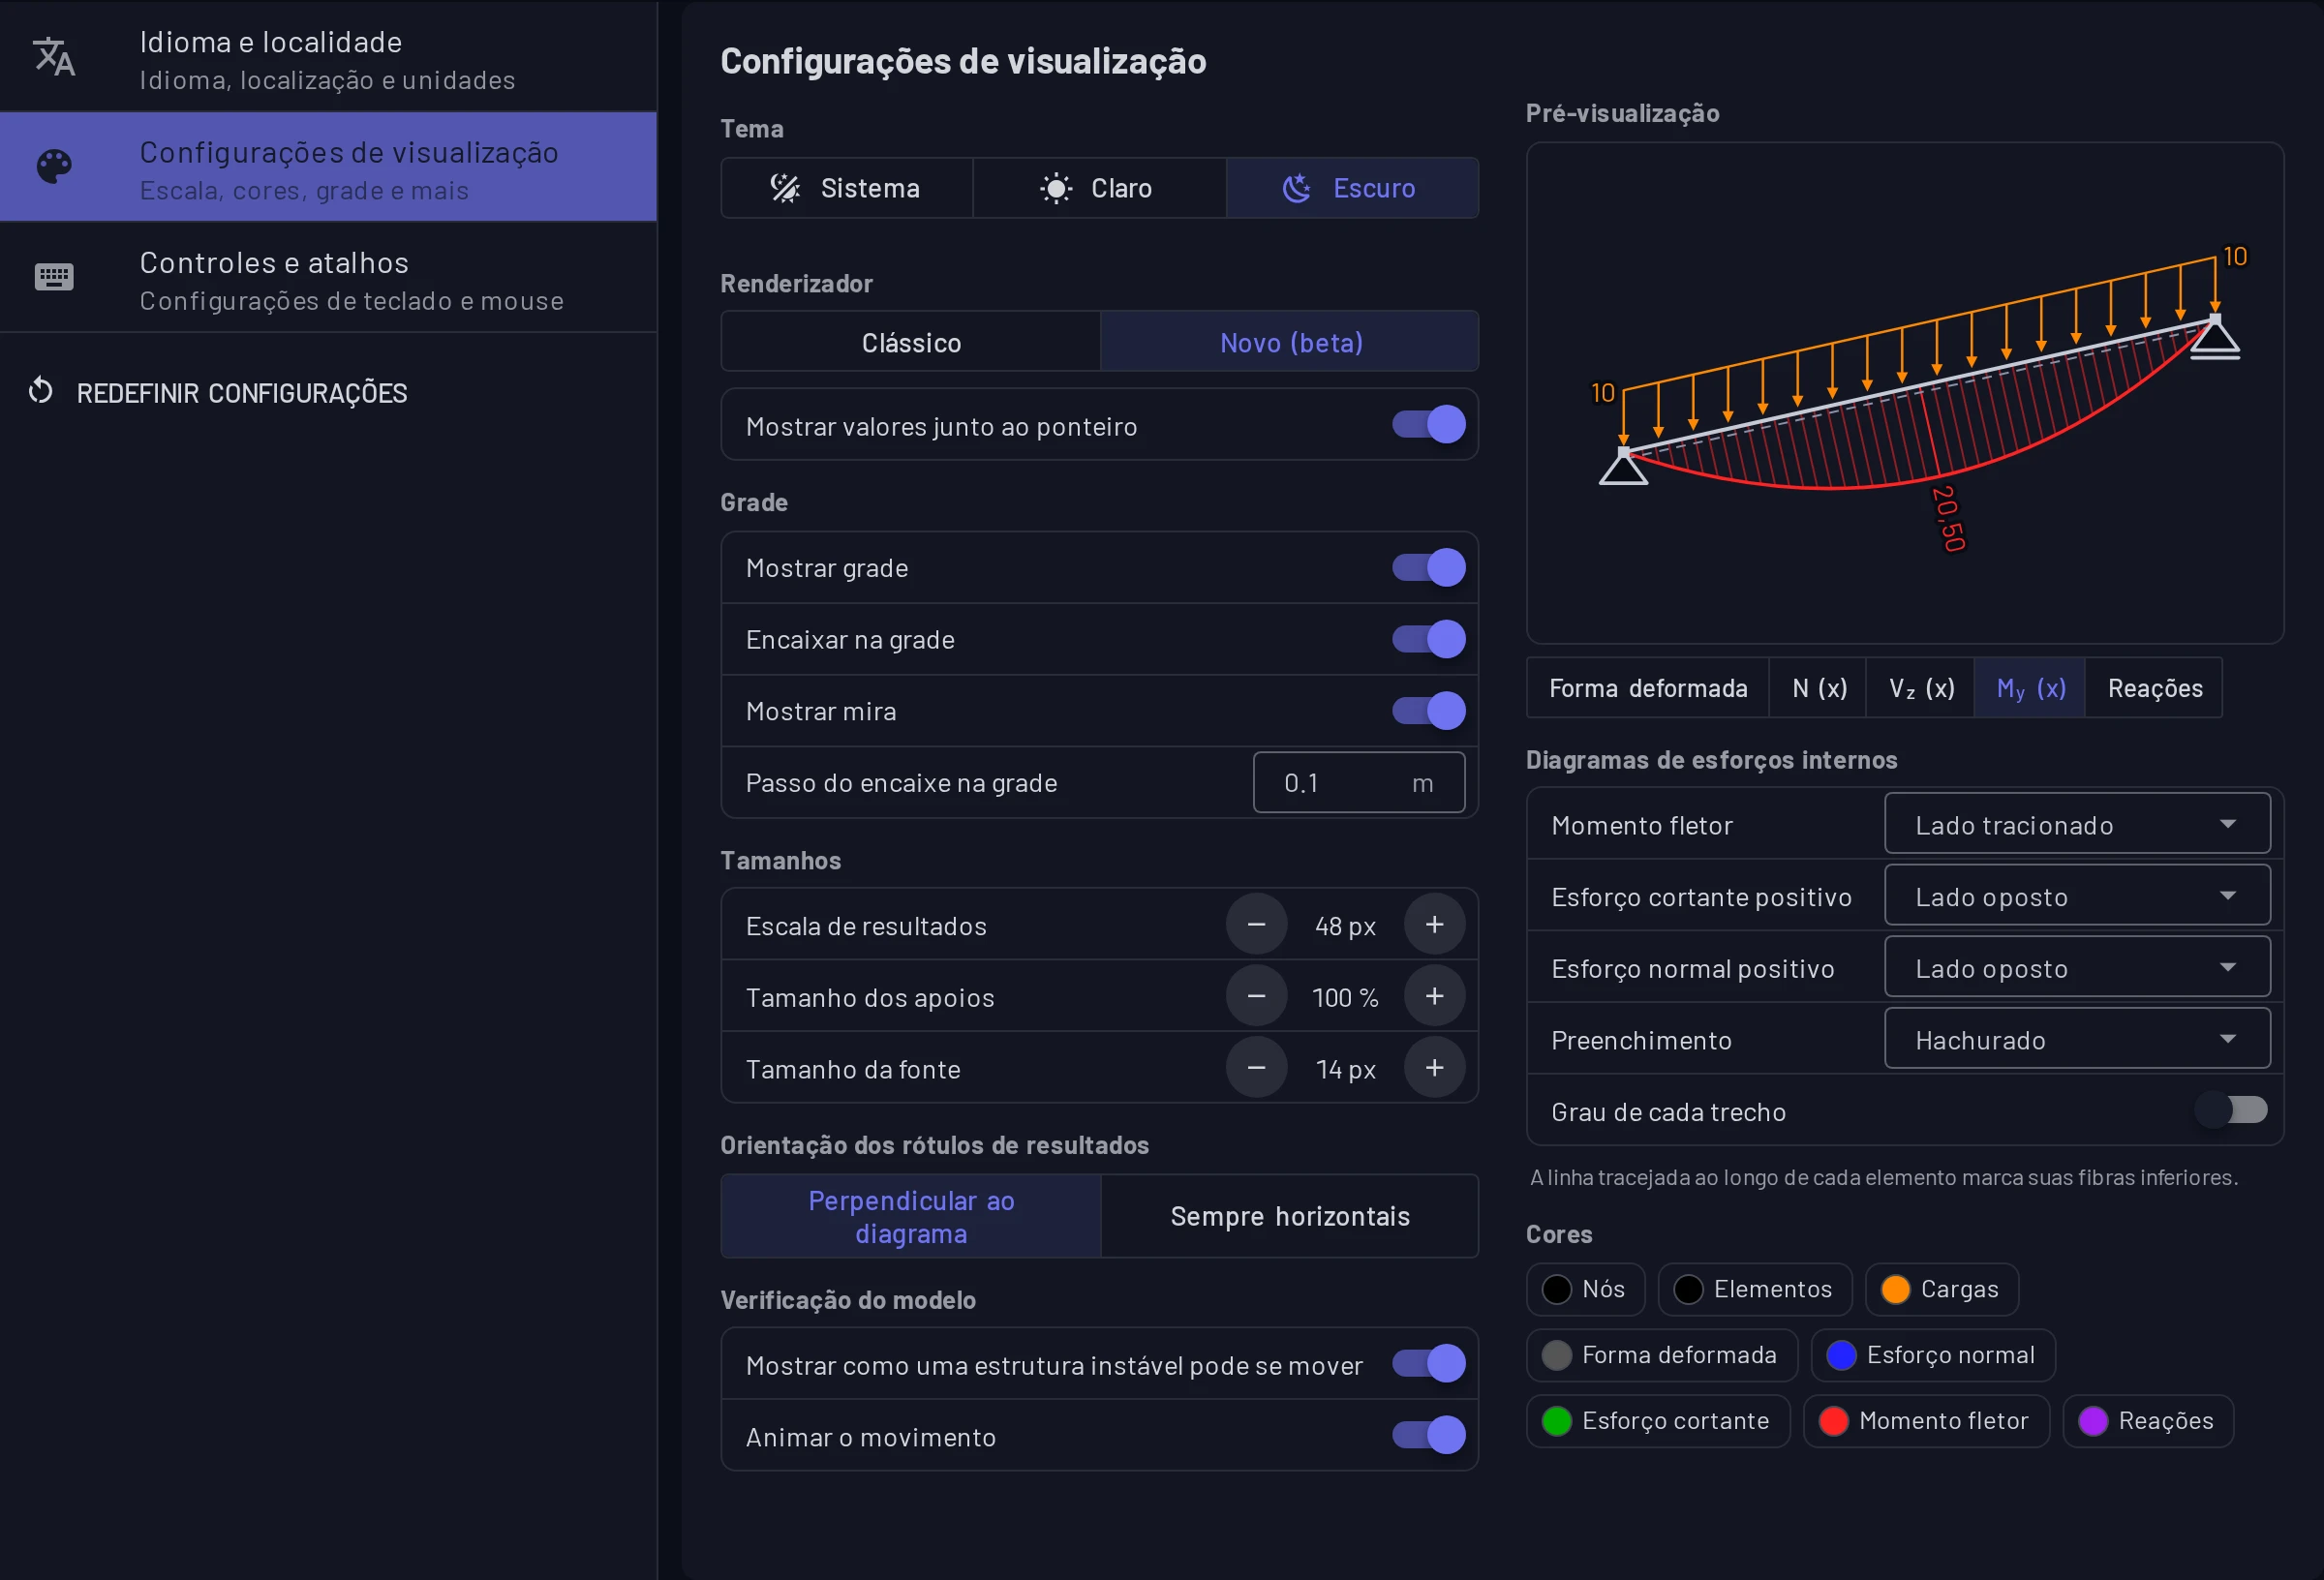 Idioma e localidade
Idioma, localização e unidades
Configurações de visualização
Escala, cores, grade e mais
Controles e atalhos
Configurações de teclado e mouse
REDEFINIR CONFIGURAÇÕES
Configurações de visualização
Tema
Sistema
Claro
Escuro
Renderizador
Clássico
Novo (beta)
Mostrar valores junto ao ponteiro
Grade
Mostrar grade
Encaixar na grade
Mostrar mira
Passo do encaixe na grade
0.1 m
Tamanhos
Escala de resultados
− 48 px +
Tamanho dos apoios
− 100 % +
Tamanho da fonte
− 14 px +
Orientação dos rótulos de resultados
Perpendicular ao
diagrama
Sempre horizontais
Verificação do modelo
Mostrar como uma estrutura instável pode se mover
Animar o movimento
Pré-visualização
10
10
20,50
Forma deformada
N (x)
Vz (x)
My (x)
Reações
Diagramas de esforços internos
Momento fletor
Lado tracionado
Esforço cortante positivo
Lado oposto
Esforço normal positivo
Lado oposto
Preenchimento
Hachurado
Grau de cada trecho
A linha tracejada ao longo de cada elemento marca suas fibras inferiores.
Cores
Nós
Elementos
Cargas
Forma deformada
Esforço normal
Esforço cortante
Momento fletor
Reações